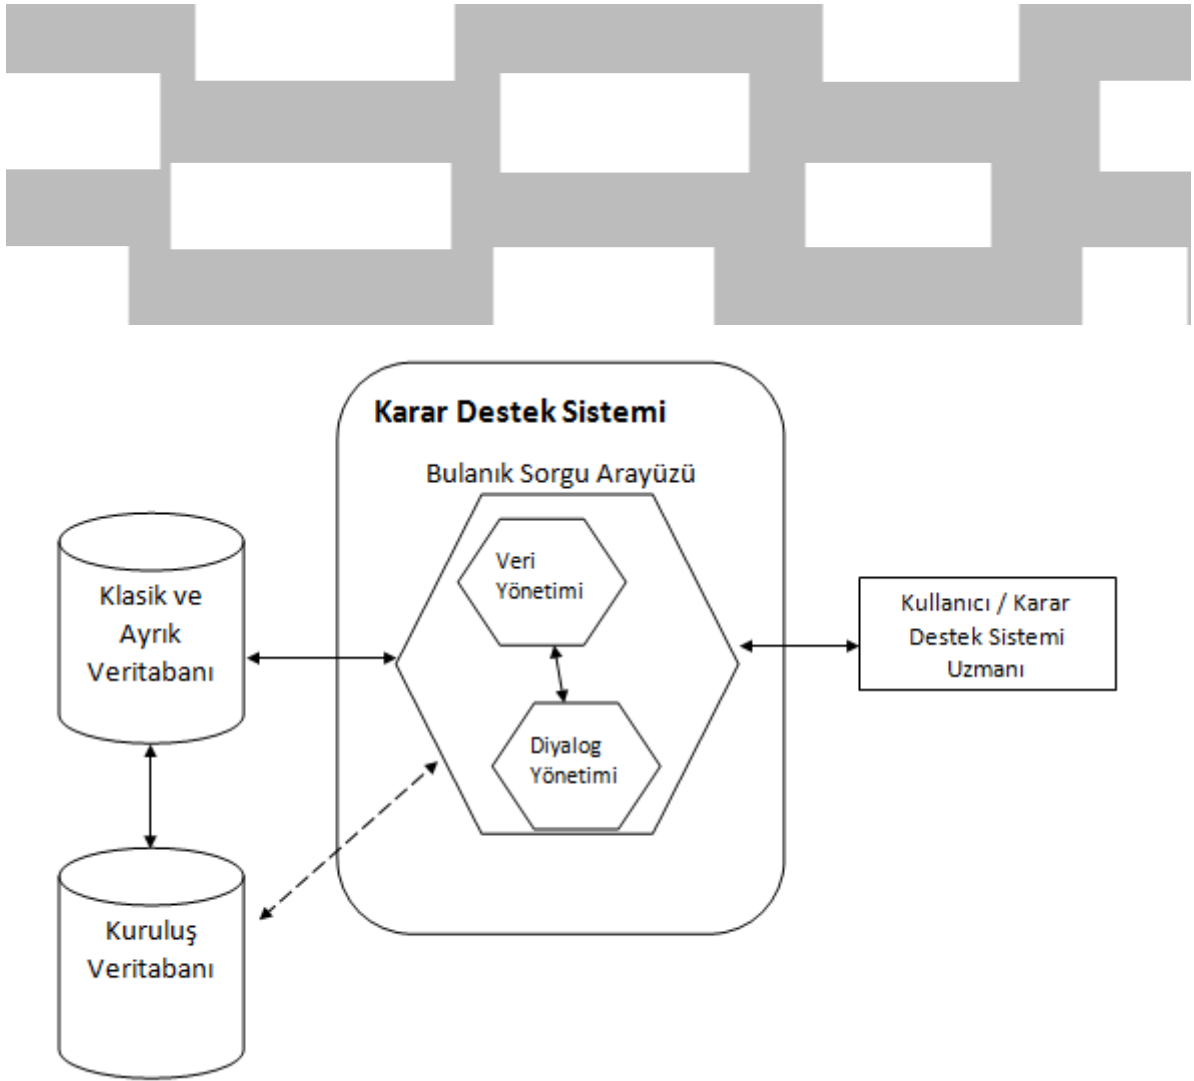 Karar Destek Sistemi
Bulanık Sorgu Arayüzü
Veri
Yönetimi
Diyalog
Yönetimi
Klasik ve
Ayrık
Veritabanı
Kuruluş
Veritabanı
Kullanıcı / Karar
Destek Sistemi
Uzmanı